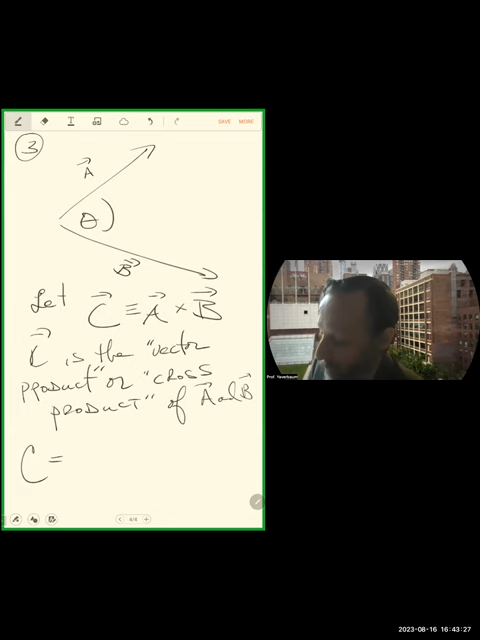 SAVE MORE
3
A
θ
B
Let C ≡ A × B
C is the "vector
product" or "cross
product" of A and B
C =
4/4
Prof. Yaverbaum
2023-08-16 16:43:27